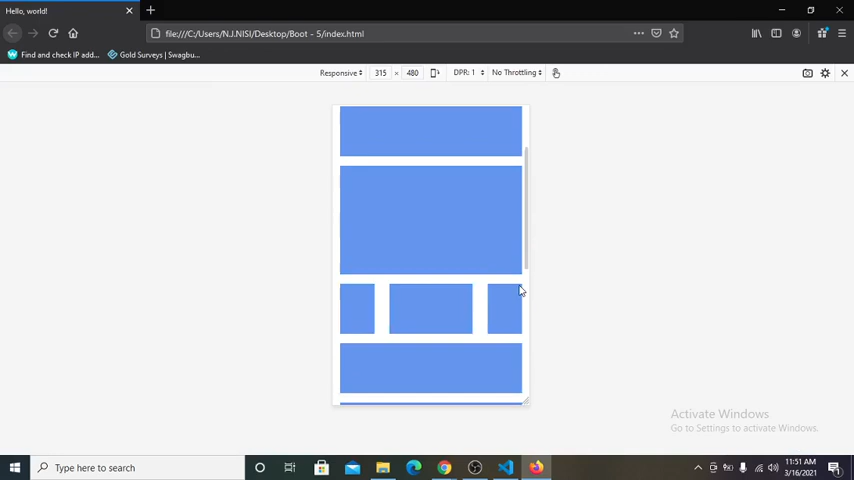 Hello, world!
file:///C:/Users/N.J.NISI/Desktop/Boot - 5/index.html
Find and check IP add... Gold Surveys | Swagbu...
Responsive 315 × 480 DPR: 1 No Throttling
Activate Windows
Go to Settings to activate Windows.
Type here to search
11:51 AM
3/16/2021